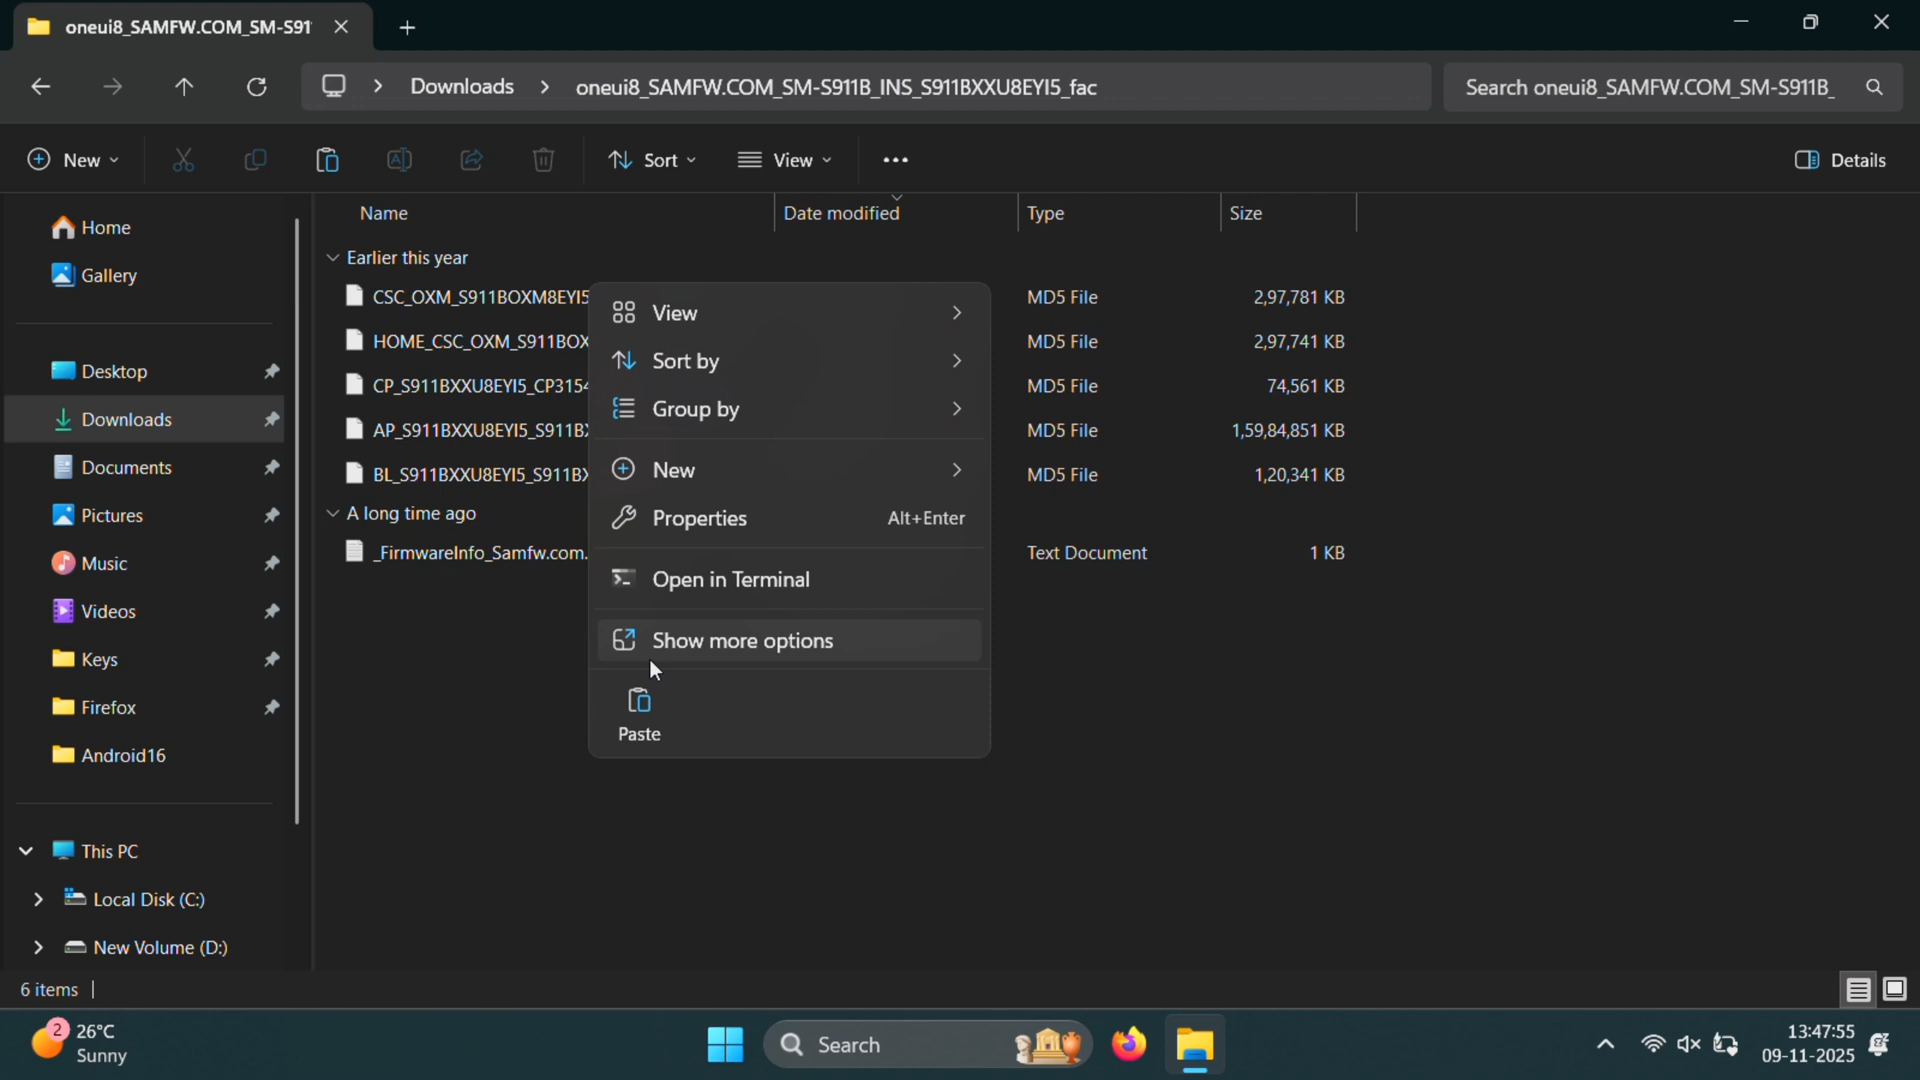 oneui8_SAMFW.COM_SM-S91
Downloads
oneui8_SAMFW.COM_SM-S911B_INS_S911BXXU8EYI5_fac
Search oneui8_SAMFW.COM_SM-S911B_
New
Sort
View
Details
Name Date modified Type Size
Home
Gallery
Desktop
Downloads
Documents
Pictures
Music
Videos
Keys
Firefox
Android16
This PC
Local Disk (C:)
New Volume (D:)
Earlier this year
CSC_OXM_S911BOXM8EYI5 MD5 File 2,97,781 KB
HOME_CSC_OXM_S911BOX MD5 File 2,97,741 KB
CP_S911BXXU8EYI5_CP3154 MD5 File 74,561 KB
AP_S911BXXU8EYI5_S911BX MD5 File 1,59,84,851 KB
BL_S911BXXU8EYI5_S911BX MD5 File 1,20,341 KB
A long time ago
_FirmwareInfo_Samfw.com. Text Document 1 KB
View
Sort by
Group by
New
Properties Alt+Enter
Open in Terminal
Show more options
Paste
6 items
2
26°C
Sunny
Search
13:47:55
09-11-2025